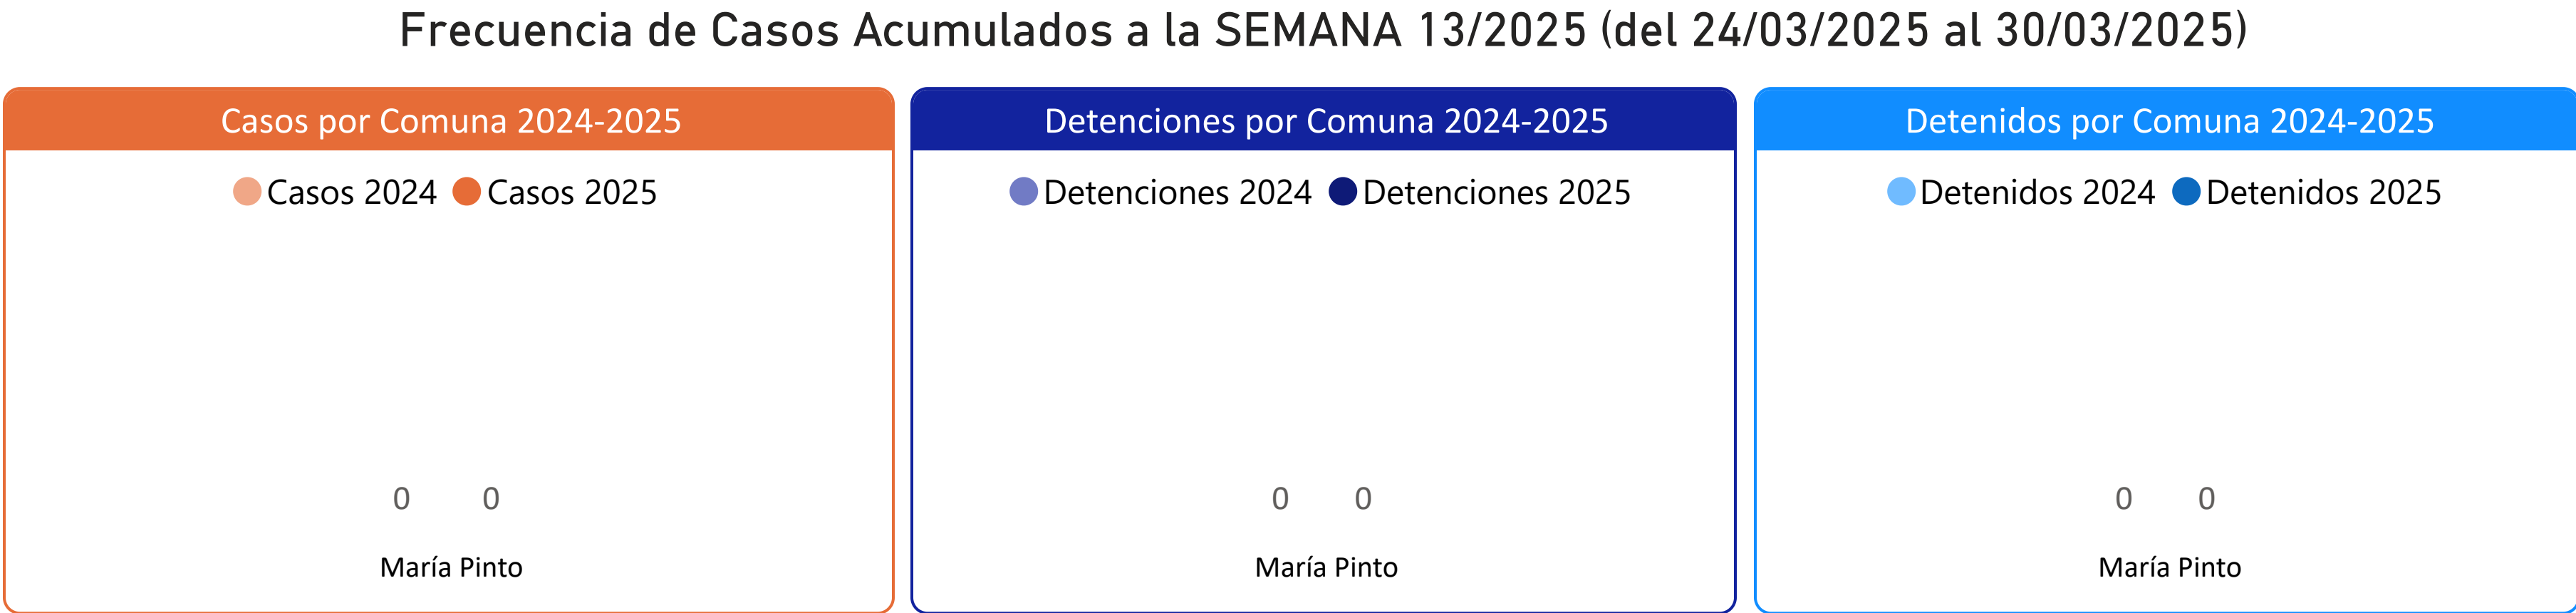 Frecuencia de Casos Acumulados a la SEMANA 13/2025 (del 24/03/2025 al 30/03/2025)
Casos por Comuna 2024-2025
Casos 2024 Casos 2025
0 0
María Pinto
Detenciones por Comuna 2024-2025
Detenciones 2024 Detenciones 2025
0 0
María Pinto
Detenidos por Comuna 2024-2025
Detenidos 2024 Detenidos 2025
0 0
María Pinto